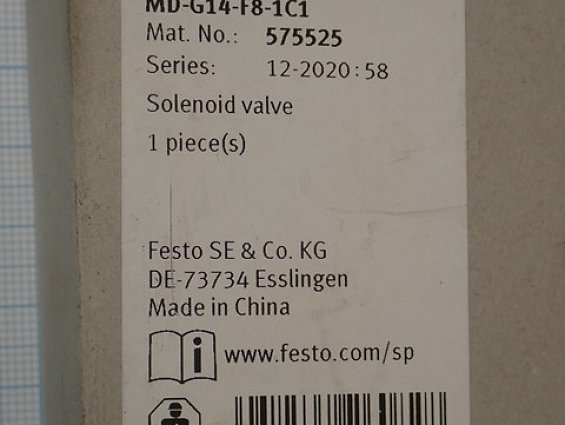 MD-G14-F8-1C1
Mat. No.: 575525
Series: 12-2020:58
Solenoid valve
1 piece(s)
Festo SE & Co. KG
DE-73734 Esslingen
Made in China
i www.festo.com/sp